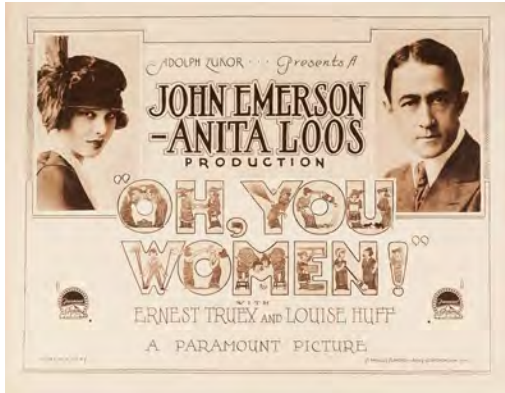 ADOLPH ZUKOR · · · Presents A
JOHN EMERSON
-ANITA LOOS
PRODUCTION
"OH, YOU
WOMEN!"
WITH
ERNEST TRUEX AND LOUISE HUFF
A PARAMOUNT PICTURE